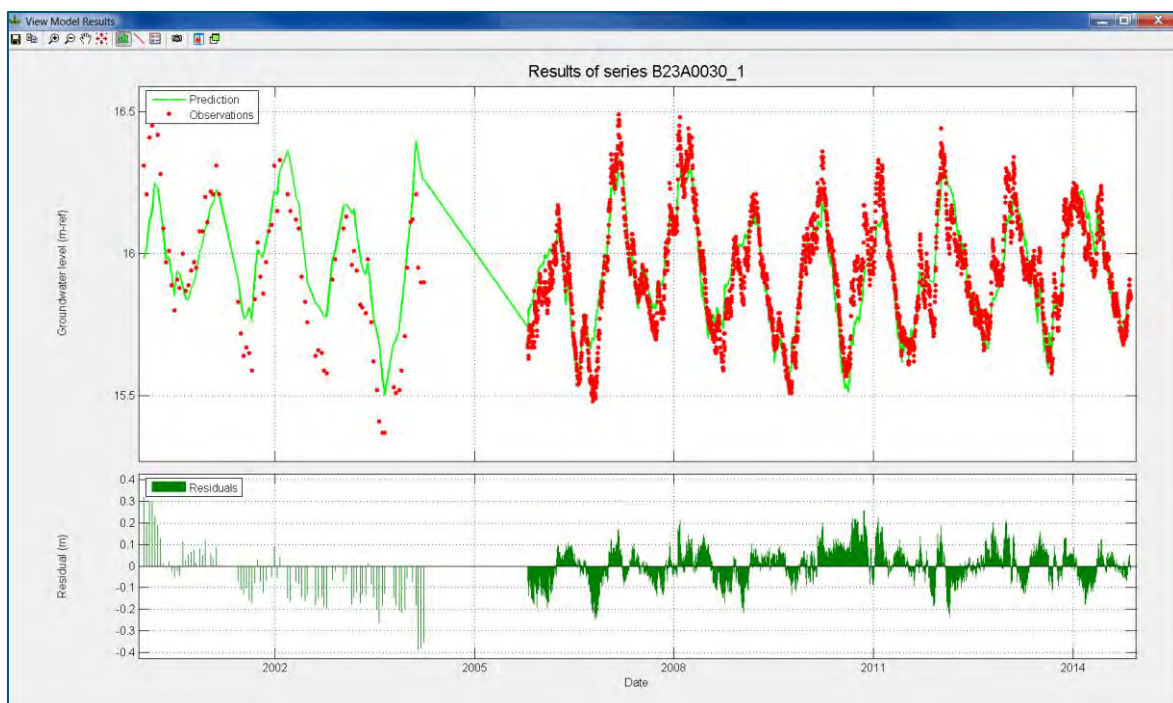 View Model Results
Results of series B23A0030_1
Prediction
Observations
16.5
16
15.5
Groundwater level (m-ref)
Residuals
0.4
0.3
0.2
0.1
0
-0.1
-0.2
-0.3
-0.4
Residual (m)
2002
2005
2008
2011
2014
Date